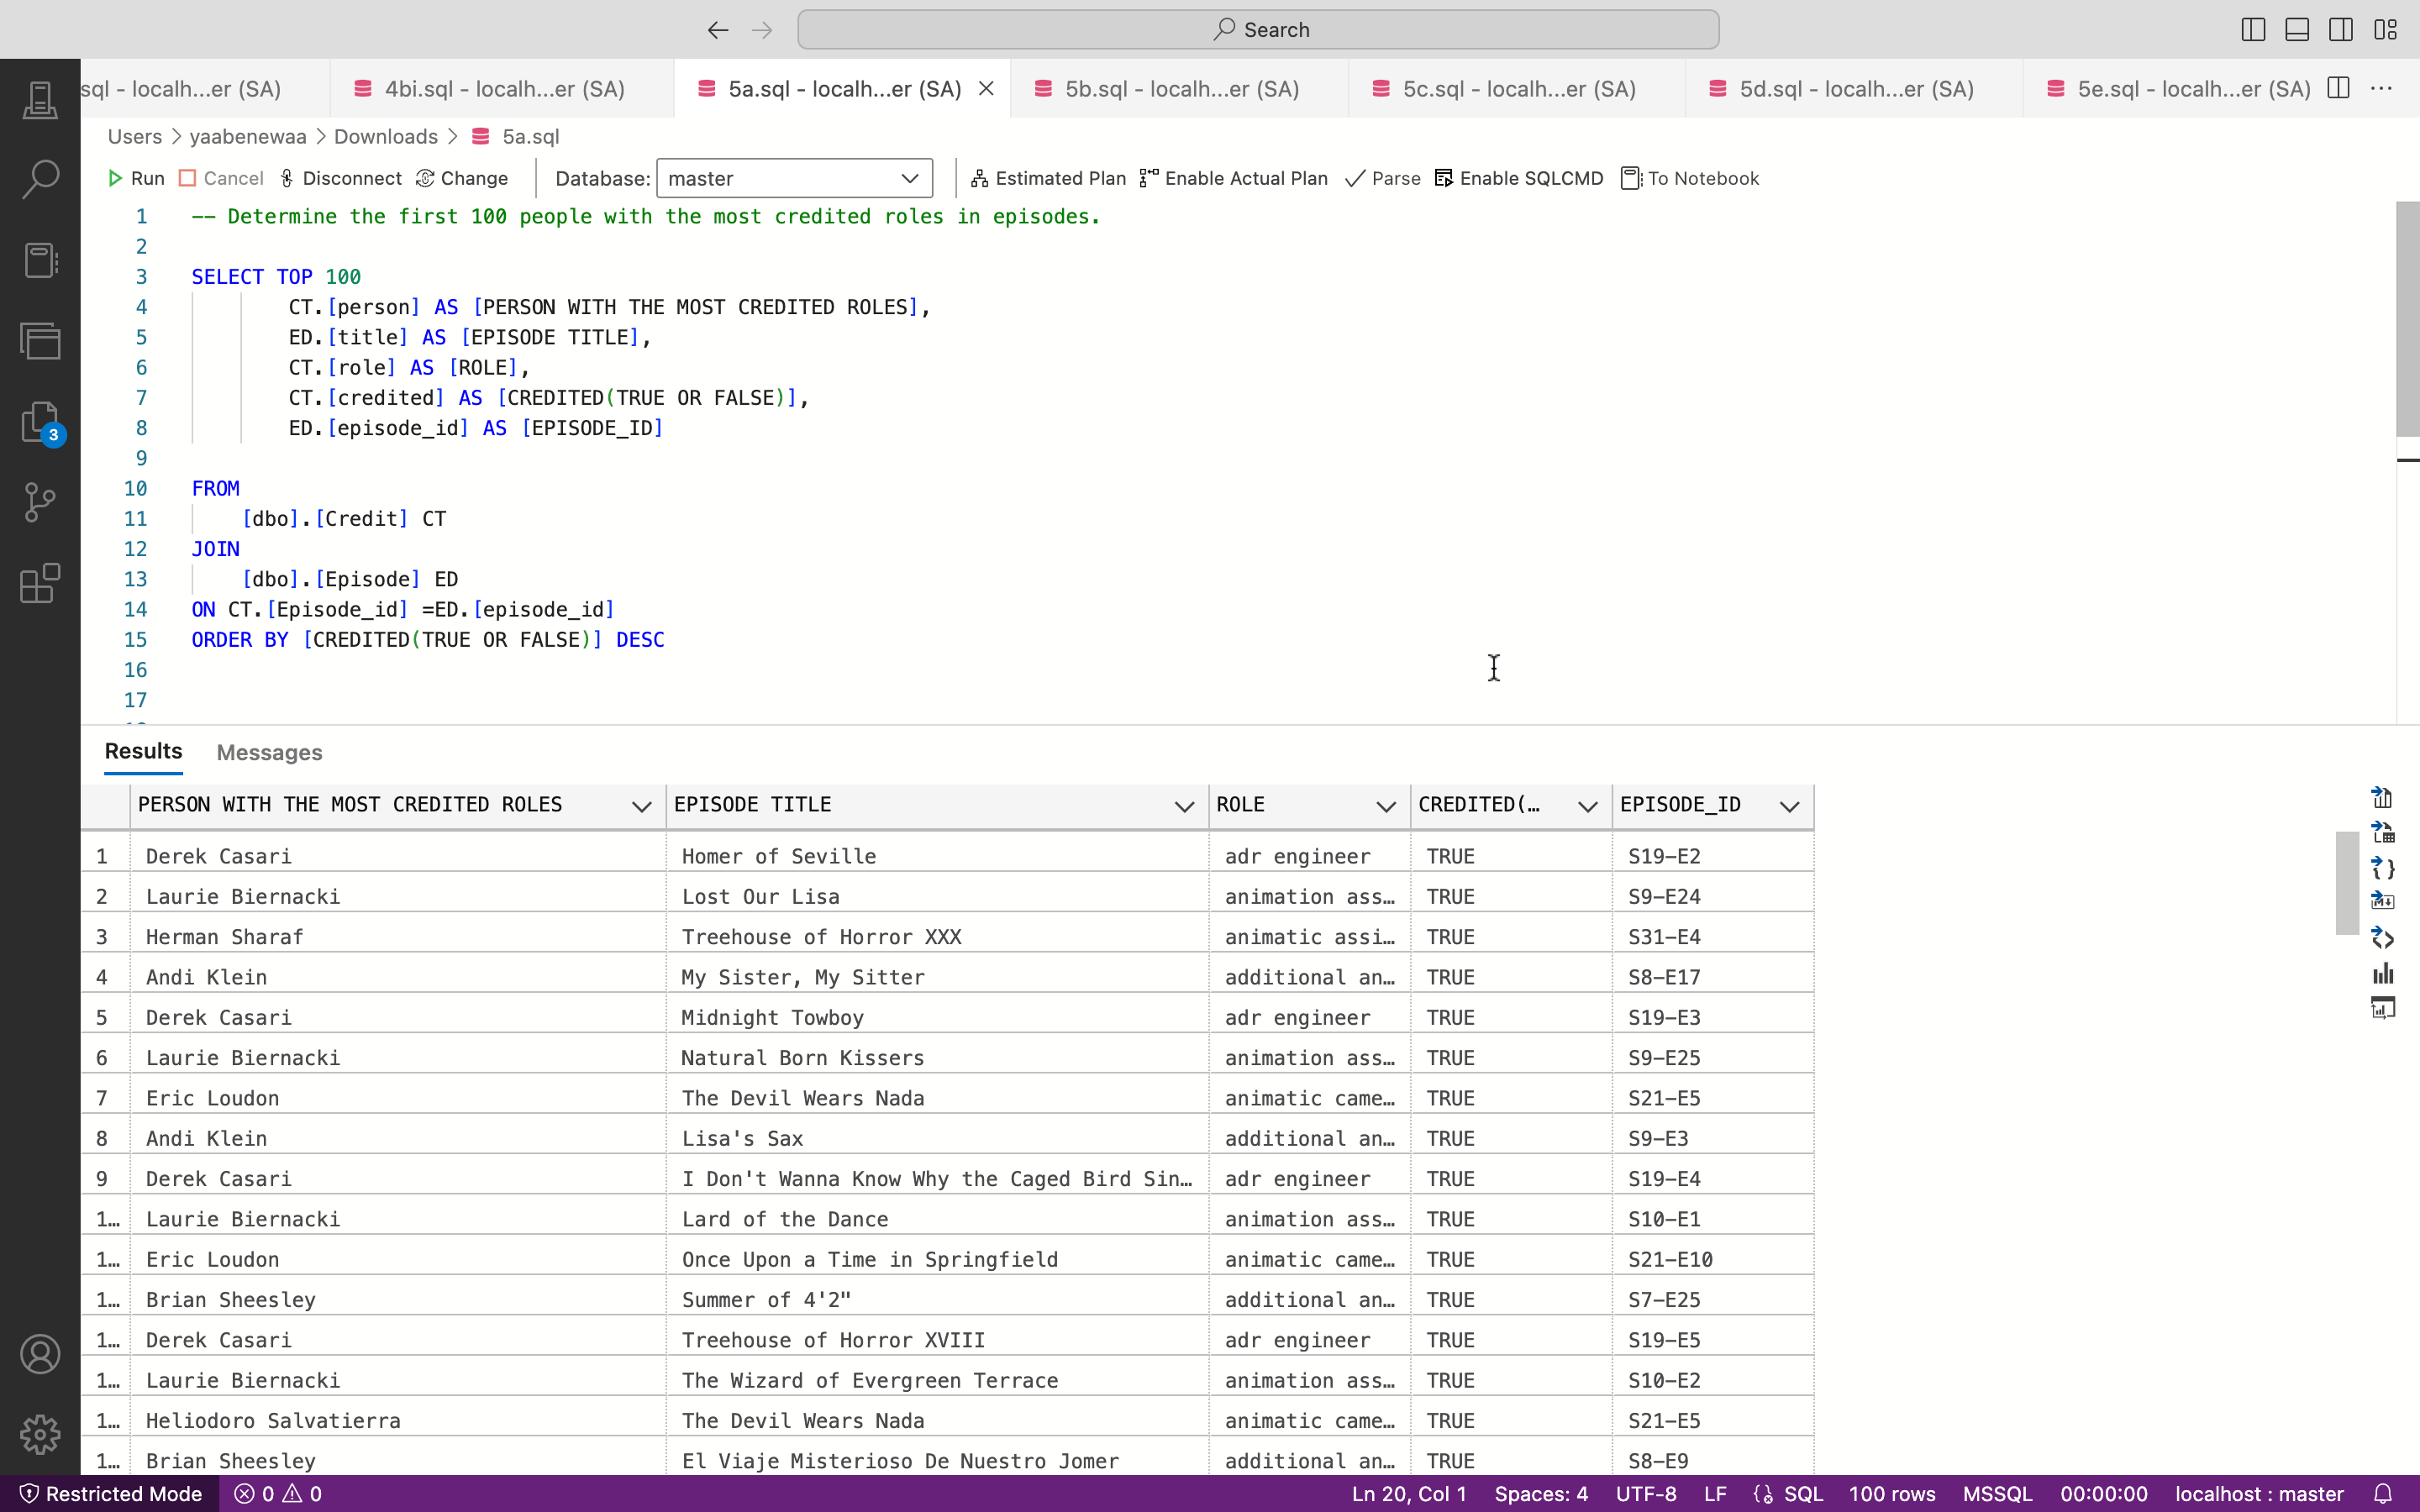 Search
sql - localh...er (SA)
4bi.sql - localh...er (SA)
5a.sql - localh...er (SA)
5b.sql - localh...er (SA)
5c.sql - localh...er (SA)
5d.sql - localh...er (SA)
5e.sql - localh...er (SA)
Users > yaabenewaa > Downloads > 5a.sql
Run Cancel Disconnect Change Database: master Estimated Plan Enable Actual Plan Parse Enable SQLCMD To Notebook
1 -- Determine the first 100 people with the most credited roles in episodes.
2
3 SELECT TOP 100
4 CT.[person] AS [PERSON WITH THE MOST CREDITED ROLES],
5 ED.[title] AS [EPISODE TITLE],
6 CT.[role] AS [ROLE],
7 CT.[credited] AS [CREDITED(TRUE OR FALSE)],
8 ED.[episode_id] AS [EPISODE_ID]
9
10 FROM
11 [dbo].[Credit] CT
12 JOIN
13 [dbo].[Episode] ED
14 ON CT.[Episode_id] =ED.[episode_id]
15 ORDER BY [CREDITED(TRUE OR FALSE)] DESC
16
17
3
Results Messages
PERSON WITH THE MOST CREDITED ROLES EPISODE TITLE ROLE CREDITED(… EPISODE_ID
1 Derek Casari Homer of Seville adr engineer TRUE S19-E2
2 Laurie Biernacki Lost Our Lisa animation ass… TRUE S9-E24
3 Herman Sharaf Treehouse of Horror XXX animatic assi… TRUE S31-E4
4 Andi Klein My Sister, My Sitter additional an… TRUE S8-E17
5 Derek Casari Midnight Towboy adr engineer TRUE S19-E3
6 Laurie Biernacki Natural Born Kissers animation ass… TRUE S9-E25
7 Eric Loudon The Devil Wears Nada animatic came… TRUE S21-E5
8 Andi Klein Lisa's Sax additional an… TRUE S9-E3
9 Derek Casari I Don't Wanna Know Why the Caged Bird Sin… adr engineer TRUE S19-E4
1… Laurie Biernacki Lard of the Dance animation ass… TRUE S10-E1
1… Eric Loudon Once Upon a Time in Springfield animatic came… TRUE S21-E10
1… Brian Sheesley Summer of 4'2" additional an… TRUE S7-E25
1… Derek Casari Treehouse of Horror XVIII adr engineer TRUE S19-E5
1… Laurie Biernacki The Wizard of Evergreen Terrace animation ass… TRUE S10-E2
1… Heliodoro Salvatierra The Devil Wears Nada animatic came… TRUE S21-E5
1… Brian Sheesley El Viaje Misterioso De Nuestro Jomer additional an… TRUE S8-E9
Restricted Mode 0 0 Ln 20, Col 1 Spaces: 4 UTF-8 LF SQL 100 rows MSSQL 00:00:00 localhost : master